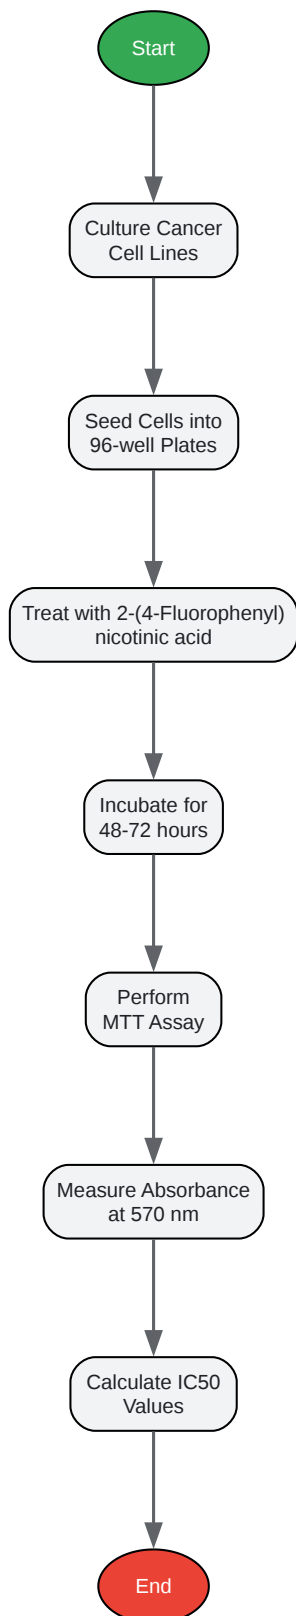 Start
Culture Cancer
Cell Lines
Seed Cells into
96-well Plates
Treat with 2-(4-Fluorophenyl)
nicotinic acid
Incubate for
48-72 hours
Perform
MTT Assay
Measure Absorbance
at 570 nm
Calculate IC50
Values
End